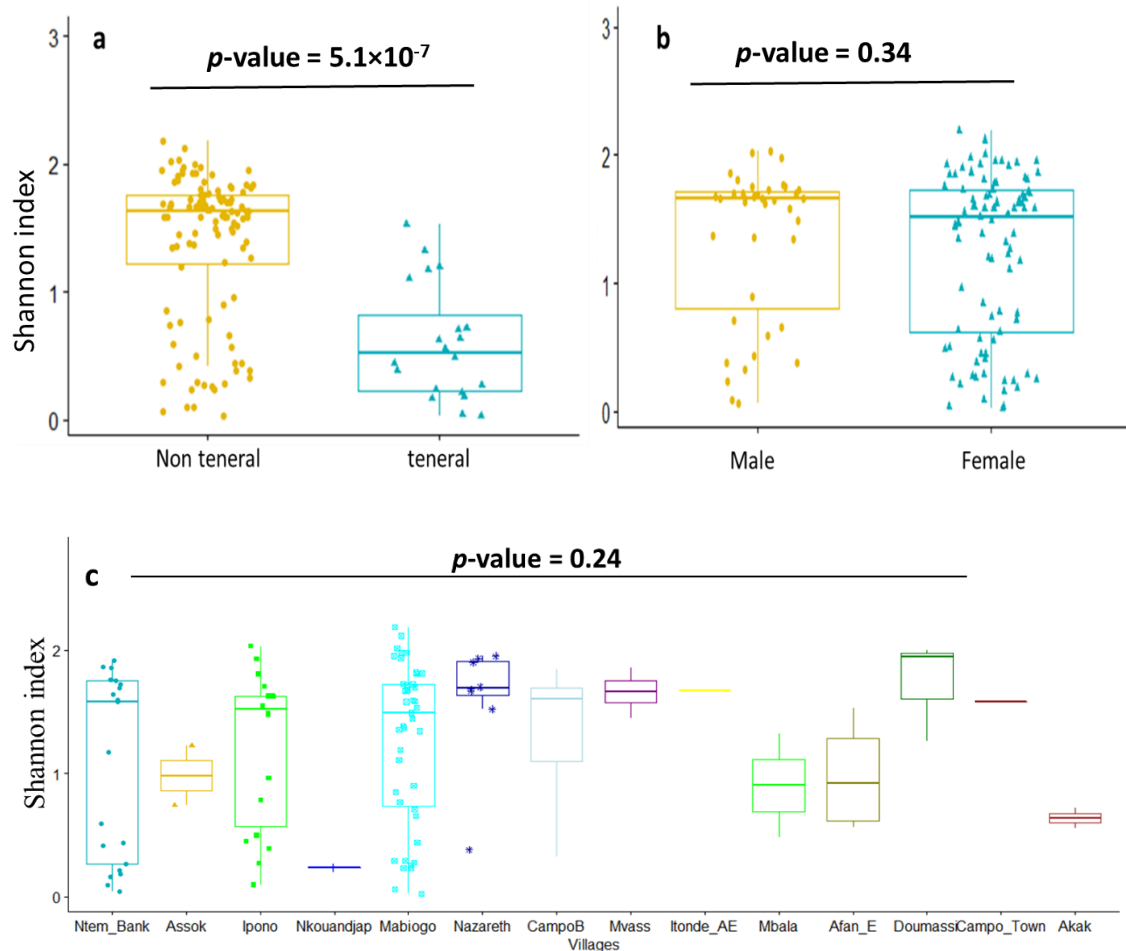 a
p-value = 5.1×10⁻⁷
3
2
1
0
Shannon index
Non teneral teneral
b
p-value = 0.34
3
2
1
0
Male Female
c
p-value = 0.24
2
1
0
Shannon index
Ntem_Bank Assok Ipono Nkouandjap Mabiogo Nazareth CampoB Mvass Itonde_AE Mbala Afan_E Doumassi Campo_Town Akak
Villages